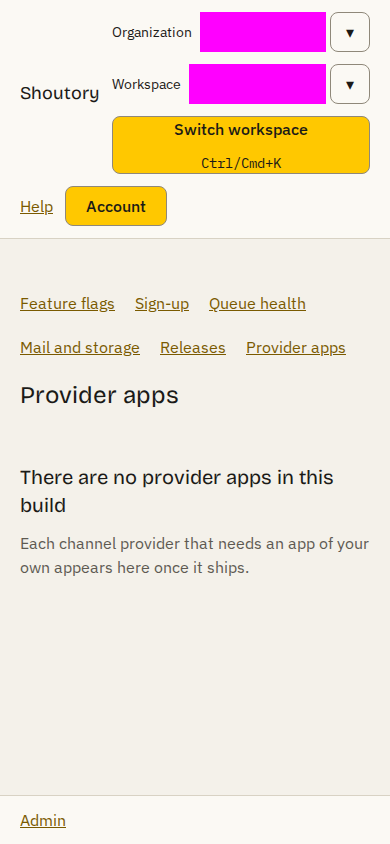 Organization
▾
Shoutory
Workspace
▾
Switch workspace
Ctrl/Cmd+K
Help
Account
Feature flags
Sign-up
Queue health
Mail and storage
Releases
Provider apps
Provider apps
There are no provider apps in this
build
Each channel provider that needs an app of your
own appears here once it ships.
Admin